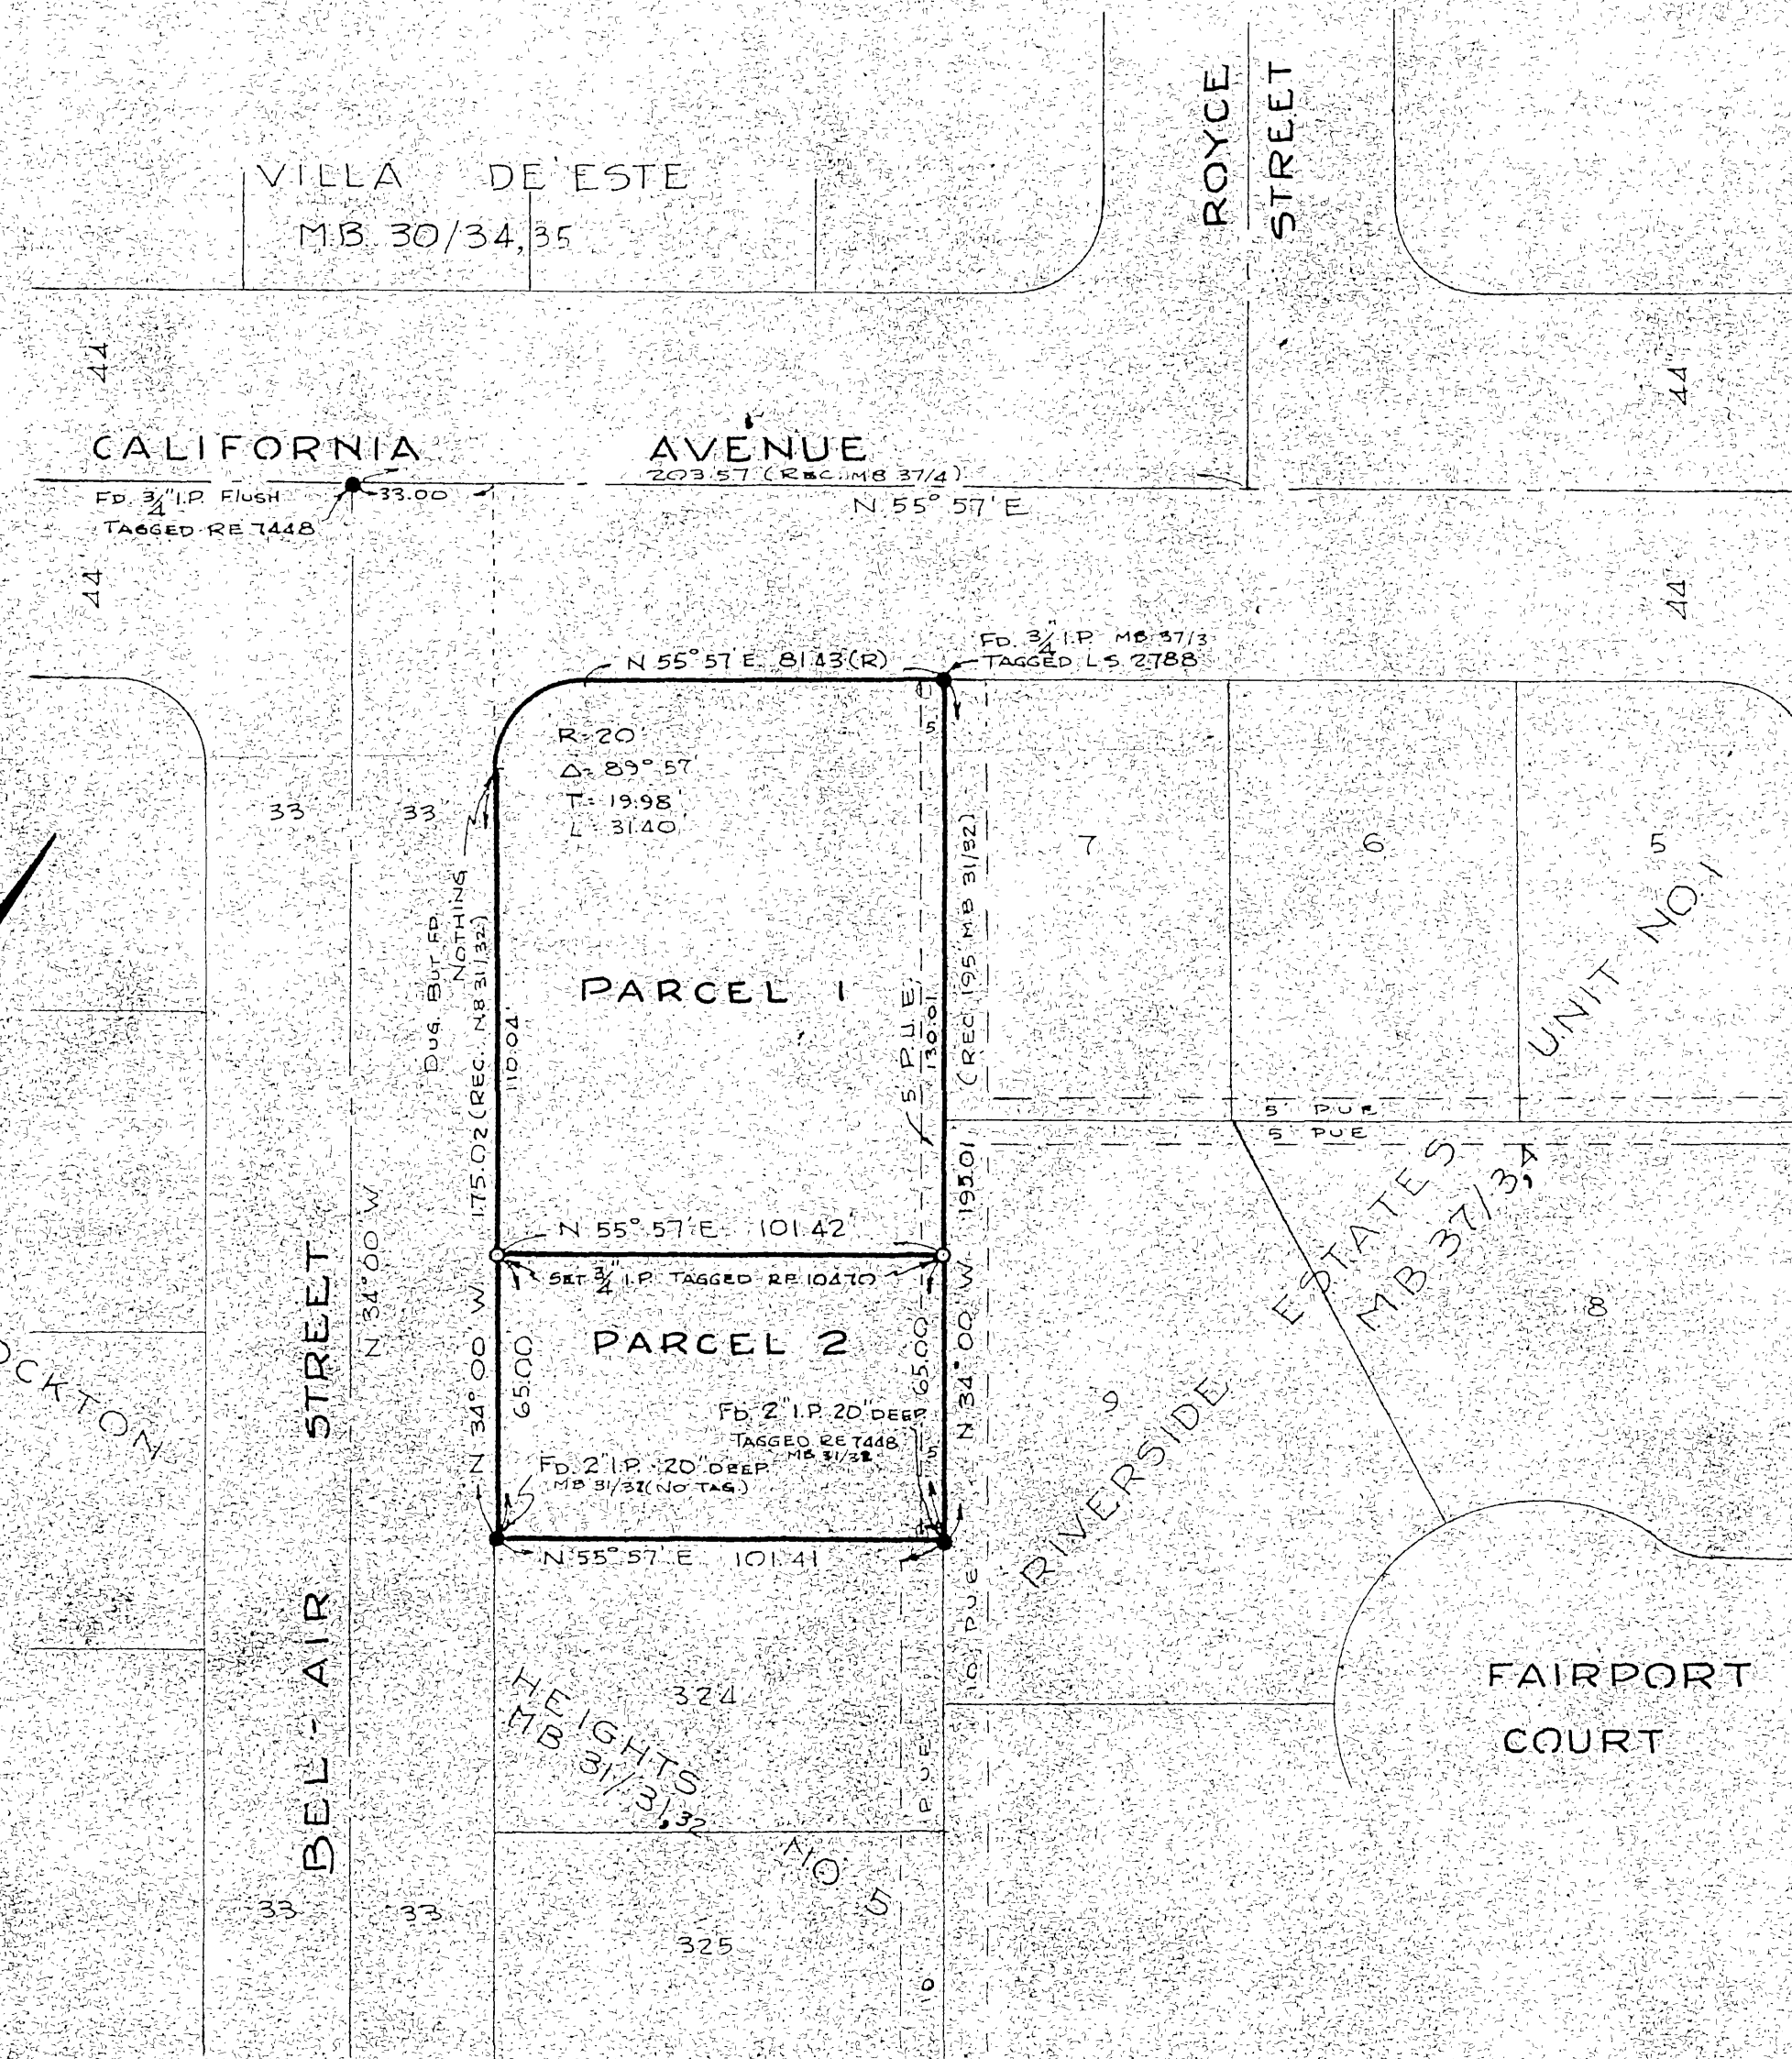 ROYCE
STREET
VILLA DE ESTE
M.B. 30/34,35
44
44
CALIFORNIA AVENUE
203.57 (REC. MB 37/4)
N 55° 57' E
FD. 3/4" I.P. FLUSH
TAGGED RE 7448
33.00
44
44
FD. 3/4" I.P. MB 37/3
TAGGED L S 2788
N 55° 57' E 81.43 (R)
5
R=20'
Δ= 89° 57'
T= 19.98'
L= 31.40'
33
33
7
6
5
DUG BUT FD
NOTHING
175.02 (REC. NB 31/32)
110.04'
PARCEL 1
5 P.U.E.
130.01
(REC. 195' MB 31/32)
195.01
UNIT NO. 1
5 PUE
5 PUE
N 55° 57' E 101.42'
SET 3/4" I.P. TAGGED RE 10470
PARCEL 2
N 34° 00' W
65.00
65.00
N 34° 00' W
N 34° 00' W
FD. 2" I.P. 20" DEEP
TAGGED RE 7448
MB 31/32
5
FD. 2" I.P. 20" DEEP
MB 31/32 (NO TAG)
N 55° 57' E 101.41
BEL-AIR STREET
OCKTON
RIVERSIDE ESTATES
MB 37/3,4
9
8
10' PUE
FAIRPORT
COURT
HEIGHTS
MB 31/31,32
324
PUE
NO 5
33
33
325
10